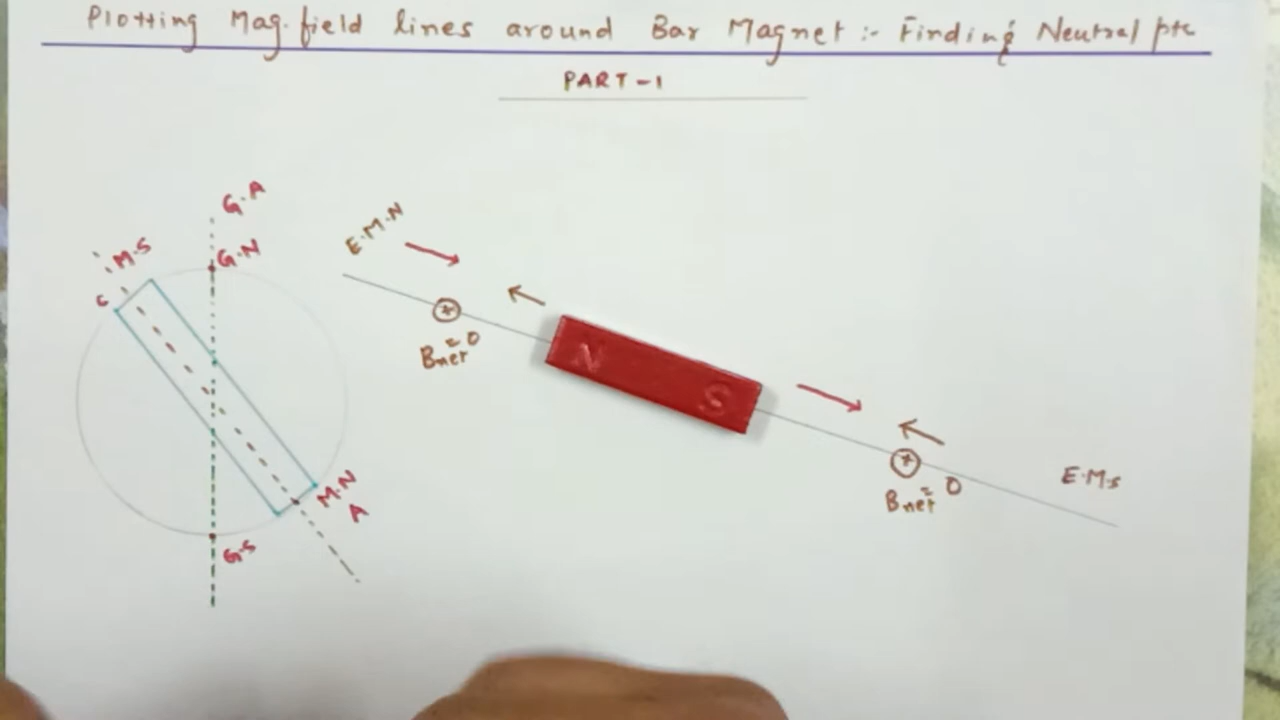 Plotting Mag. field lines around Bar Magnet :- Finding Neutral pts
PART-1
G.A
G.N
M.S
C
E.M.N
Bnet = 0
N
S
M.N
A
G.S
E.M.S
Bnet = 0